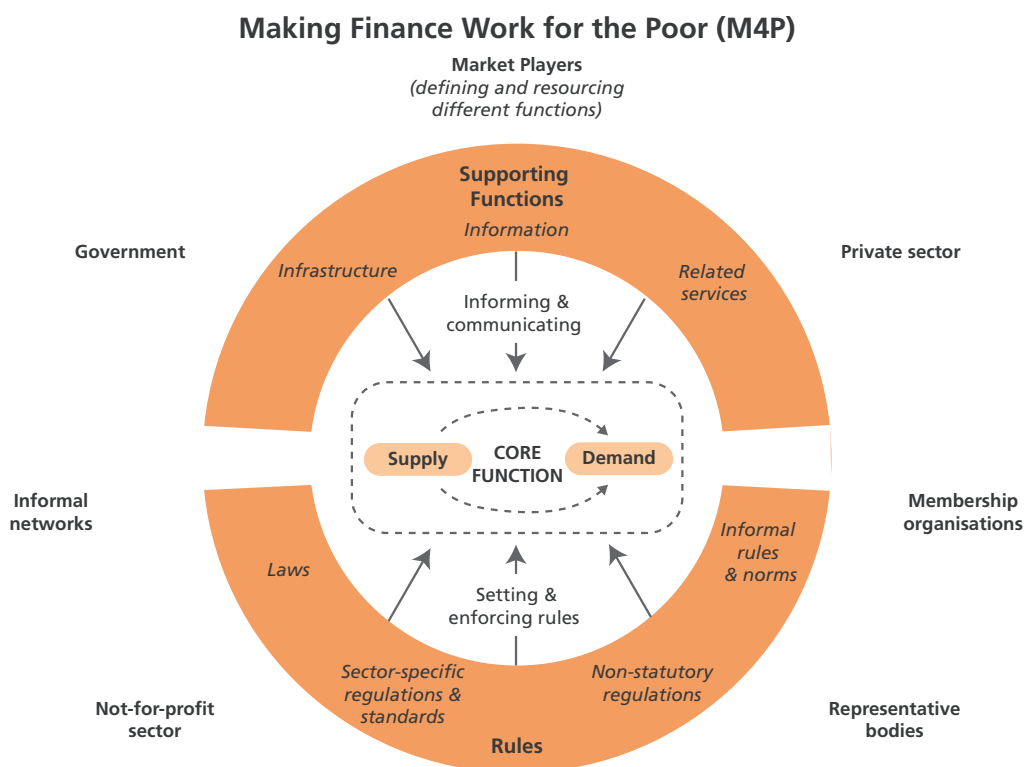 Making Finance Work for the Poor (M4P)
Market Players
(defining and resourcing
different functions)
Supporting
Functions
Information
Government
Private sector
Infrastructure
Related
services
Informing &
communicating
Supply
CORE
FUNCTION
Demand
Informal
networks
Membership
organisations
Laws
Informal
rules
& norms
Setting &
enforcing rules
Sector-specific
regulations &
standards
Non-statutory
regulations
Not-for-profit
sector
Rules
Representative
bodies